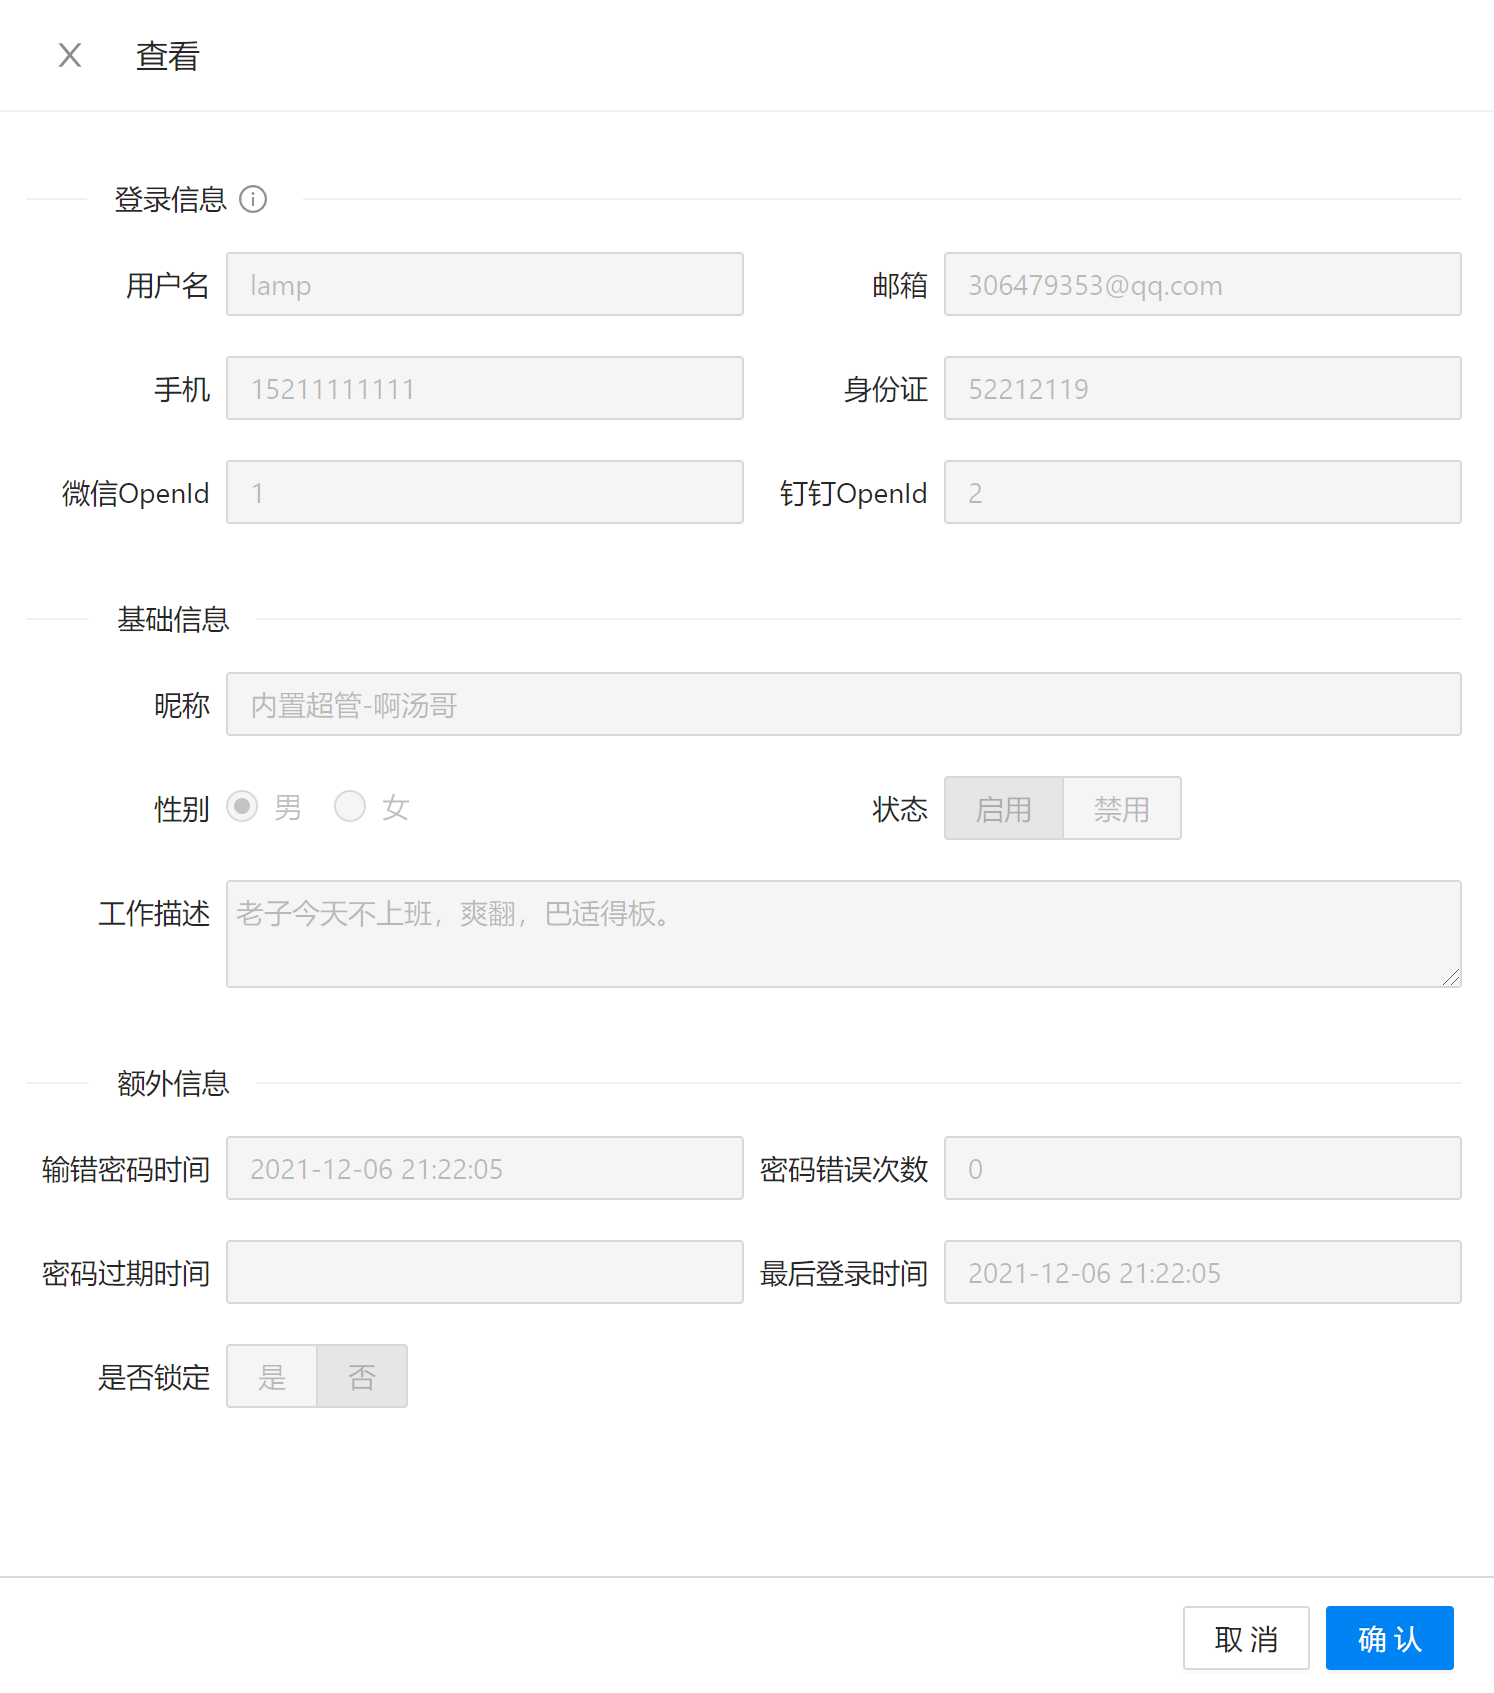 查看
登录信息
用户名 lamp 邮箱 306479353@qq.com
手机 15211111111 身份证 52212119
微信OpenId 1 钉钉OpenId 2
基础信息
昵称 内置超管-啊汤哥
性别 男 女 状态 启用 禁用
工作描述 老子今天不上班，爽翻，巴适得板。
额外信息
输错密码时间 2021-12-06 21:22:05 密码错误次数 0
密码过期时间 最后登录时间 2021-12-06 21:22:05
是否锁定 是 否
取 消 确 认